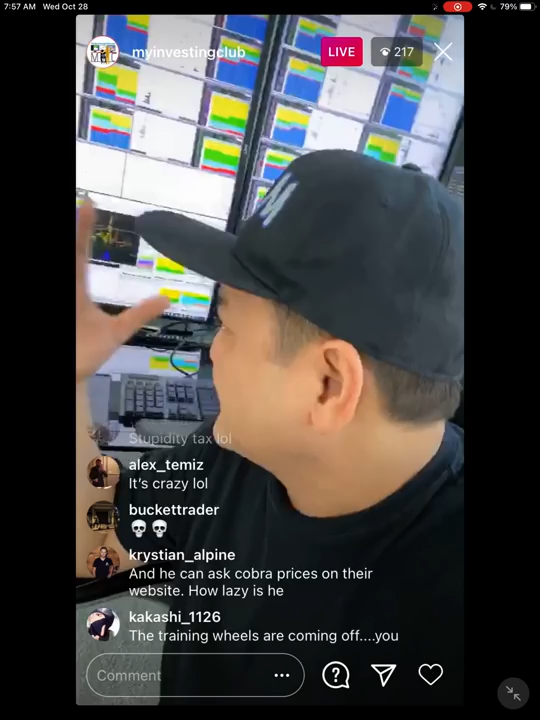 7:57 AM Wed Oct 28
79%
myinvestingclub
LIVE
217
Stupidity tax lol
alex_temiz
It's crazy lol
buckettrader
krystian_alpine
And he can ask cobra prices on their
website. How lazy is he
kakashi_1126
The training wheels are coming off....you
Comment